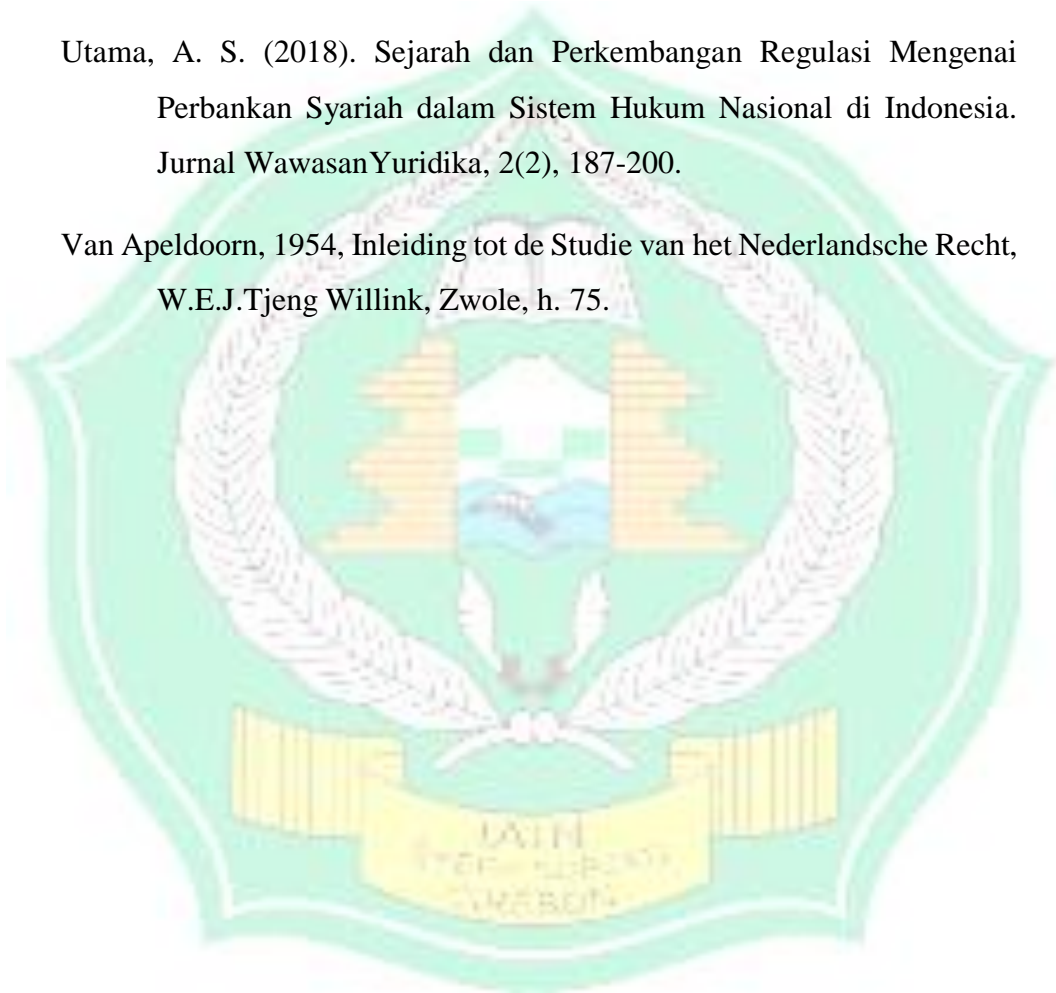 Utama, A. S. (2018). Sejarah dan Perkembangan Regulasi Mengenai
Perbankan Syariah dalam Sistem Hukum Nasional di Indonesia.
Jurnal WawasanYuridika, 2(2), 187-200.
Van Apeldoorn, 1954, Inleiding tot de Studie van het Nederlandsche Recht,
W.E.J.Tjeng Willink, Zwole, h. 75.
IAIN